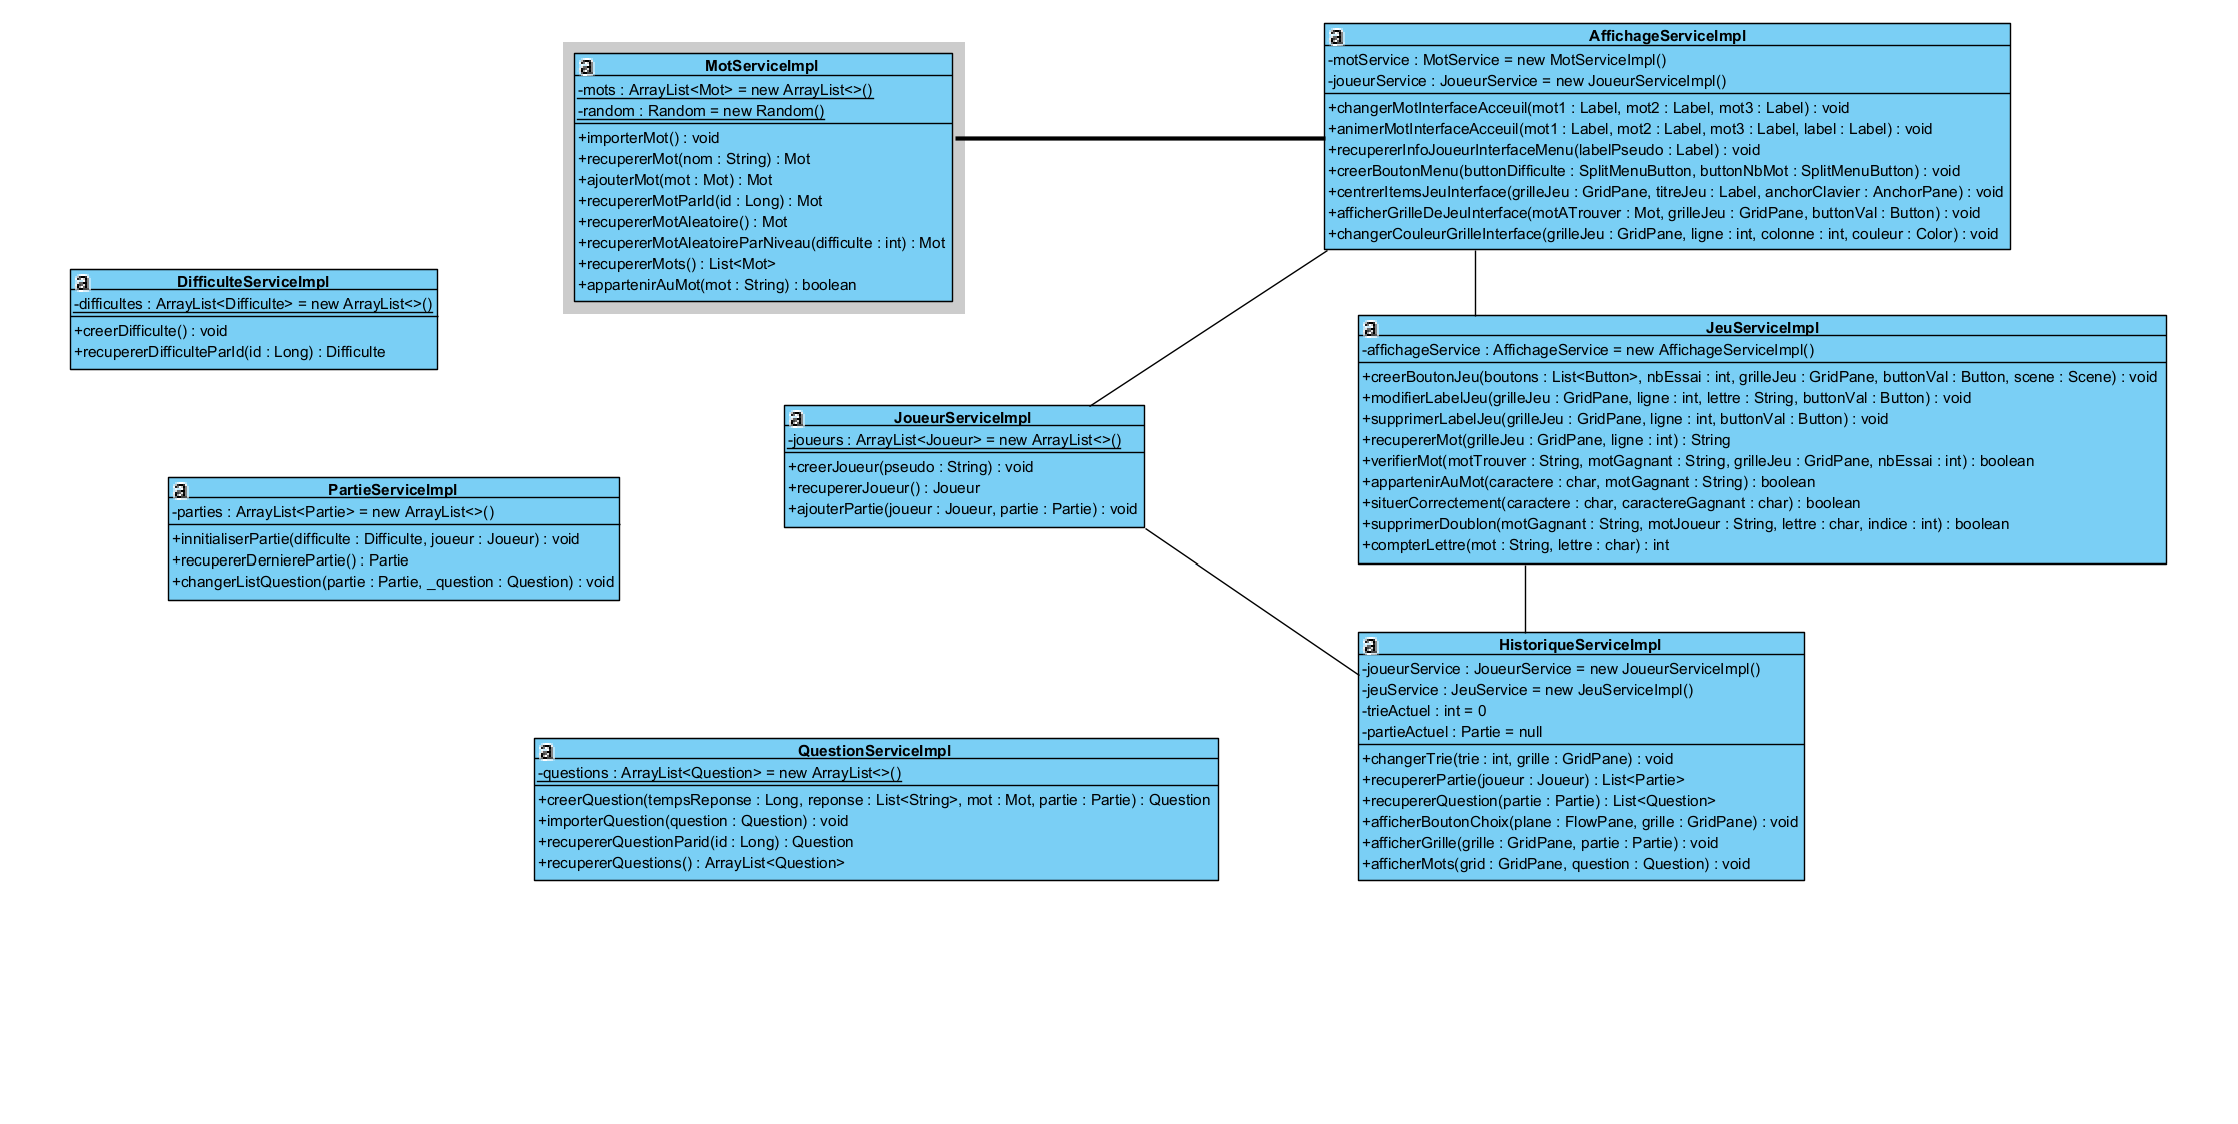 MotServiceImpl
-mots : ArrayList<Mot> = new ArrayList<>()
-random : Random = new Random()
+importerMot() : void
+recupererMot(nom : String) : Mot
+ajouterMot(mot : Mot) : Mot
+recupererMotParId(id : Long) : Mot
+recupererMotAleatoire() : Mot
+recupererMotAleatoireParNiveau(difficulte : int) : Mot
+recupererMots() : List<Mot>
+appartenirAuMot(mot : String) : boolean
AffichageServiceImpl
-motService : MotService = new MotServiceImpl()
-joueurService : JoueurService = new JoueurServiceImpl()
+changerMotInterfaceAcceuil(mot1 : Label, mot2 : Label, mot3 : Label) : void
+animerMotInterfaceAcceuil(mot1 : Label, mot2 : Label, mot3 : Label, label : Label) : void
+recupererInfoJoueurInterfaceMenu(labelPseudo : Label) : void
+creerBoutonMenu(buttonDifficulte : SplitMenuButton, buttonNbMot : SplitMenuButton) : void
+centrerItemsJeuInterface(grilleJeu : GridPane, titreJeu : Label, anchorClavier : AnchorPane) : void
+afficherGrilleDeJeuInterface(motATrouver : Mot, grilleJeu : GridPane, buttonVal : Button) : void
+changerCouleurGrilleInterface(grilleJeu : GridPane, ligne : int, colonne : int, couleur : Color) : void
DifficulteServiceImpl
-difficultes : ArrayList<Difficulte> = new ArrayList<>()
+creerDifficulte() : void
+recupererDifficulteParId(id : Long) : Difficulte
JeuServiceImpl
-affichageService : AffichageService = new AffichageServiceImpl()
+creerBoutonJeu(boutons : List<Button>, nbEssai : int, grilleJeu : GridPane, buttonVal : Button, scene : Scene) : void
+modifierLabelJeu(grilleJeu : GridPane, ligne : int, lettre : String, buttonVal : Button) : void
+supprimerLabelJeu(grilleJeu : GridPane, ligne : int, buttonVal : Button) : void
+recupererMot(grilleJeu : GridPane, ligne : int) : String
+verifierMot(motTrouver : String, motGagnant : String, grilleJeu : GridPane, nbEssai : int) : boolean
+appartenirAuMot(caractere : char, motGagnant : String) : boolean
+situerCorrectement(caractere : char, caractereGagnant : char) : boolean
+supprimerDoublon(motGagnant : String, motJoueur : String, lettre : char, indice : int) : boolean
+compterLettre(mot : String, lettre : char) : int
JoueurServiceImpl
-joueurs : ArrayList<Joueur> = new ArrayList<>()
+creerJoueur(pseudo : String) : void
+recupererJoueur() : Joueur
+ajouterPartie(joueur : Joueur, partie : Partie) : void
PartieServiceImpl
-parties : ArrayList<Partie> = new ArrayList<>()
+innitialiserPartie(difficulte : Difficulte, joueur : Joueur) : void
+recupererDernierePartie() : Partie
+changerListQuestion(partie : Partie, _question : Question) : void
HistoriqueServiceImpl
-joueurService : JoueurService = new JoueurServiceImpl()
-jeuService : JeuService = new JeuServiceImpl()
-trieActuel : int = 0
-partieActuel : Partie = null
+changerTrie(trie : int, grille : GridPane) : void
+recupererPartie(joueur : Joueur) : List<Partie>
+recupererQuestion(partie : Partie) : List<Question>
+afficherBoutonChoix(plane : FlowPane, grille : GridPane) : void
+afficherGrille(grille : GridPane, partie : Partie) : void
+afficherMots(grid : GridPane, question : Question) : void
QuestionServiceImpl
-questions : ArrayList<Question> = new ArrayList<>()
+creerQuestion(tempsReponse : Long, reponse : List<String>, mot : Mot, partie : Partie) : Question
+importerQuestion(question : Question) : void
+recupererQuestionParid(id : Long) : Question
+recupererQuestions() : ArrayList<Question>